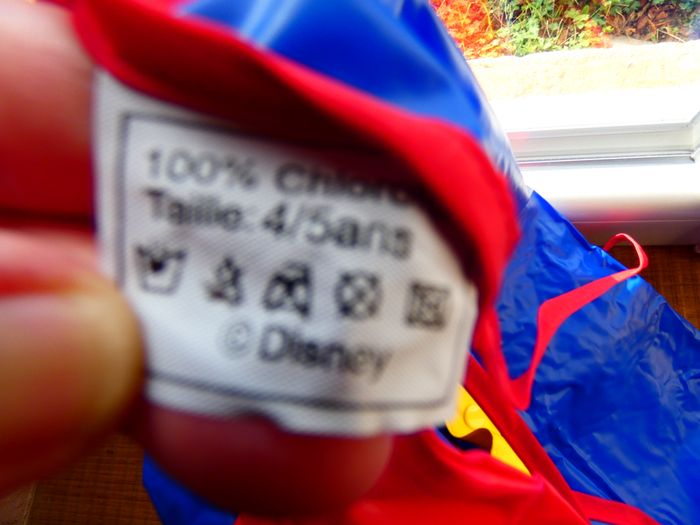 100% Chloro
Taille: 4/5ans
© Disney